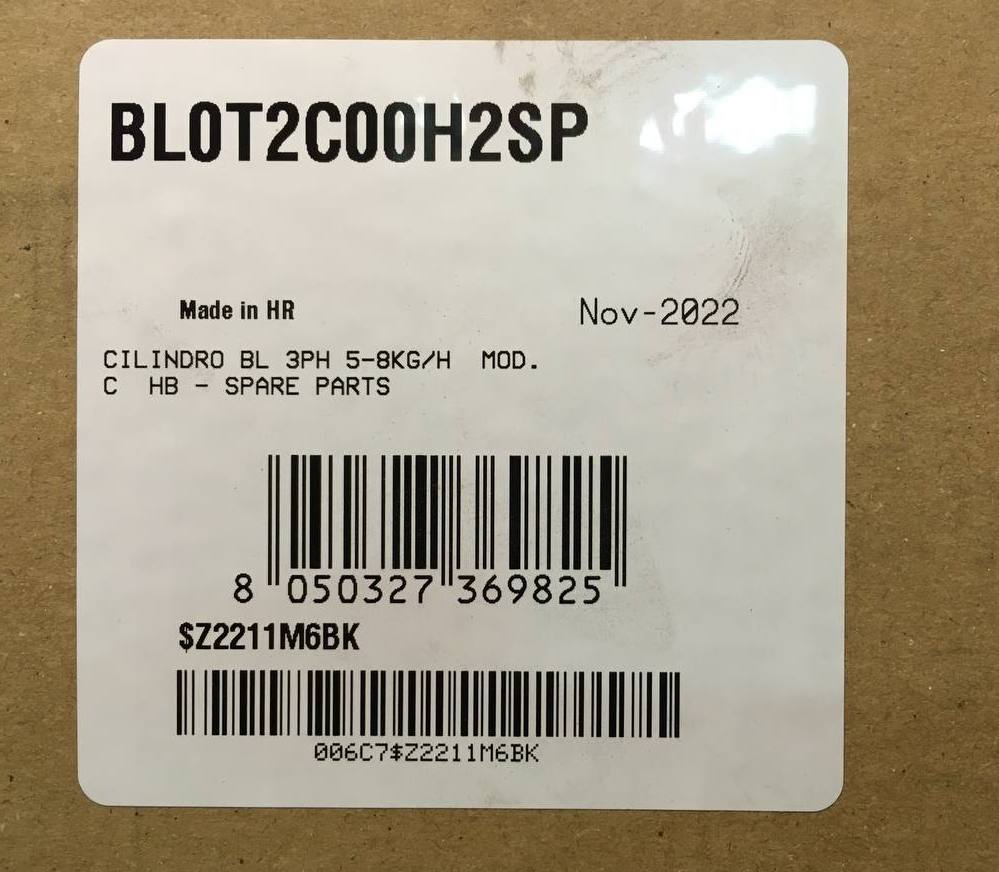 BL0T2C00H2SP
Made in HR
Nov-2022
CILINDRO BL 3PH 5-8KG/H  MOD.
C  HB - SPARE PARTS
8 050327 369825
$Z2211M6BK
006C7$Z2211M6BK